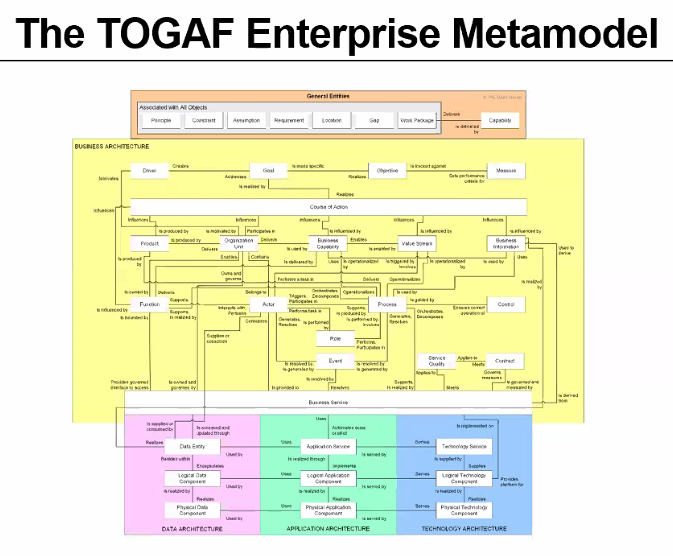 The TOGAF Enterprise Metamodel
General Entities
Associated with All Objects
Principle
Constraint
Assumption
Requirement
Location
Gap
Work Package
Delivers
Is delivered
by
Capability
BUSINESS ARCHITECTURE
Driver
Creates
Addresses
Goal
Is made specific
Realizes
Objective
Is tracked against
Sets performance
criteria for
Measure
Motivates
Is realized by
Realizes
Influences
Course of Action
Influences
Influences
Influences
Influences
Influences
Is produced by
Is motivated by
Participates in
Is influenced by
Is influenced by
Is influenced by
Product
Is produced by
Delivers
Organization
Unit
Delivers
Is used by
Business
Capability
Enables
Is enabled by
Value Stream
Business
Information
Used to
derive
Is produced
by
Enables
Contains
Is delivered by
Uses
Is operationalized
by
Is triggered by
Involves
Is operationalized
by
Uses
Is realized
by
Owns and
governs
Performs a task in
Delivers
Operationalizes
Is owned by
Delivers
Belongs to
Triggers
Participates in
Orchestrates
Decomposes
Operationalizes
Is used by
Function
Supports
Is realized by
Actor
Performs task in
Supports
Is produced by
Process
Is guided by
Ensures correct
operation of
Control
Is influenced by
Is bounded by
Supports
Is realized by
Interacts with
Performs
Consumes
Generates,
Resolves
Is performed
by
Is performed by
Involves
Generates,
Resolves
Orchestrates,
Decomposes
Supplies or
consumes
Role
Performs,
Participates in
Event
Is resolved by
Is generated by
Is resolved by
Is generated by
Service
Quality
Applies to
Meets
Contract
Applies to
Governs,
measures
Is resolved by
Provides governed
interface to access
Is owned and
governed by
Is provided to
Resolves
Supports,
Is realized by
Meets
Is governed and
measured by
Business Service
Is derived
from
Is supplied or
consumed by
Is accessed and
updated through
Uses
Automates some
or all of
Is implemented on
Realizes
Data Entity
Uses
Used by
Application Service
Serves
Is served by
Technology Service
Resides within
Encapsulates
Is realized through
Implements
Is supplied by
Supplies
Logical Data
Component
Uses
Used by
Logical Application
Component
Serves
Is served by
Logical Technology
Component
Provides
platform for
Is realized by
Realizes
Is realized by
Realizes
Is realized by
Realizes
Physical Data
Component
Uses
Used by
Physical Application
Component
Serves
Is served by
Physical Technology
Component
DATA ARCHITECTURE
APPLICATION ARCHITECTURE
TECHNOLOGY ARCHITECTURE